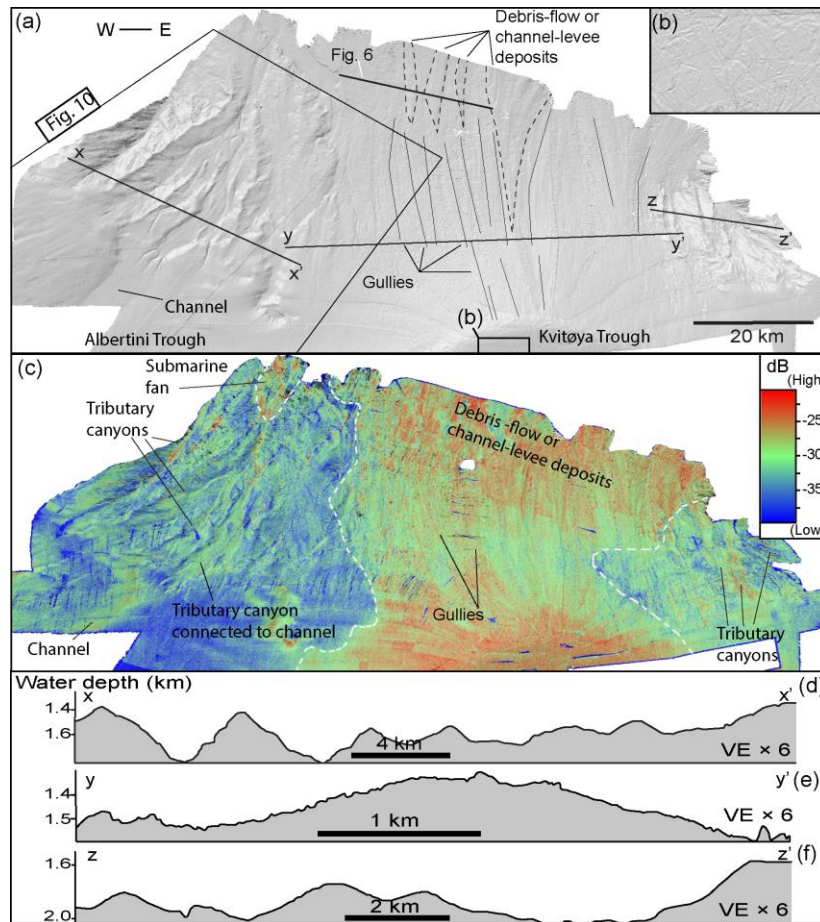 (a)
W — E
Debris-flow or
channel-levee
deposits
(b)
Fig. 6
Fig. 10
x
z
z'
y
y'
x'
Gullies
Channel
(b)
20 km
Albertini Trough
Kvitøya Trough
(c)
Submarine
fan
dB
(High)
-25
-30
-35
(Low)
Tributary
canyons
Debris -flow or
channel-levee deposits
Tributary canyon
connected to channel
Gullies
Channel
Tributary
canyons
Water depth (km)
x
x'
(d)
1.4
1.6
4 km
VE × 6
y
y'
(e)
1.4
1.5
1 km
VE × 6
z
z'
(f)
1.6
2.0
2 km
VE × 6